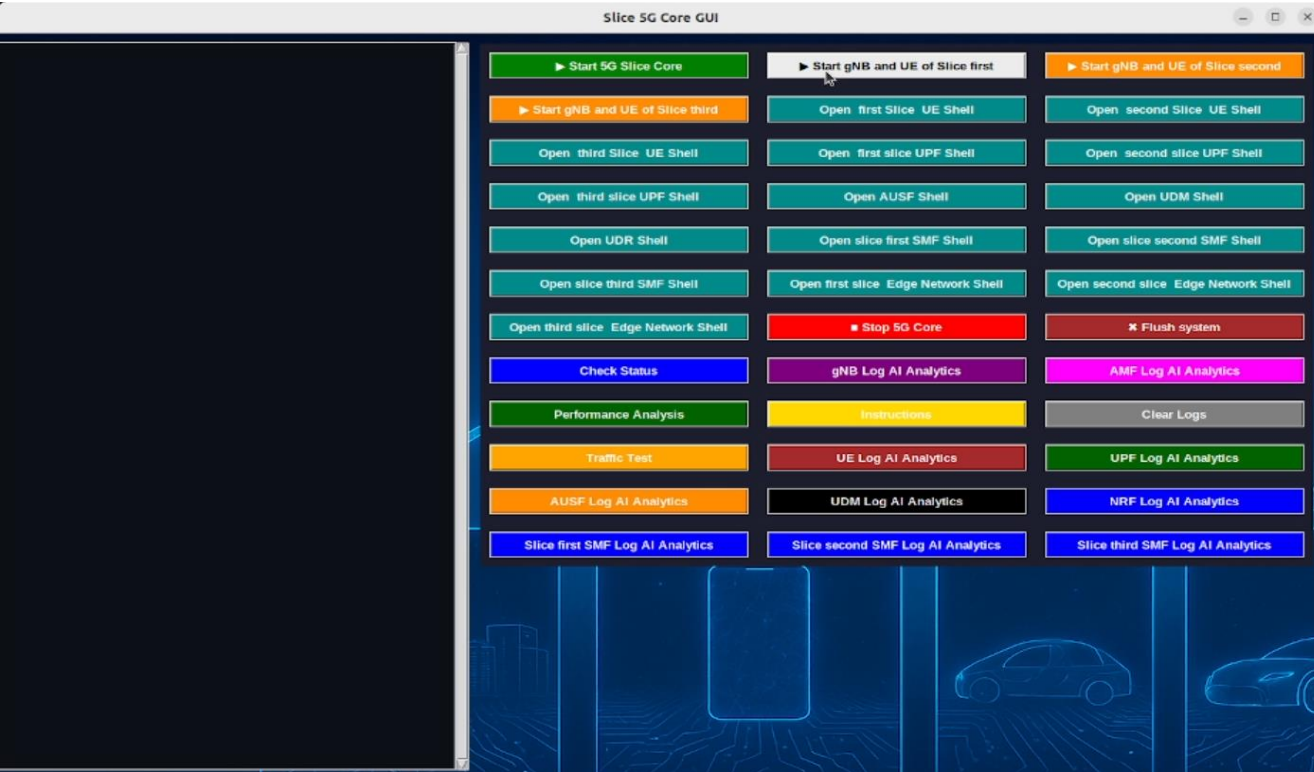 Slice 5G Core GUI
▶ Start 5G Slice Core
▶ Start gNB and UE of Slice first
▶ Start gNB and UE of Slice second
▶ Start gNB and UE of Slice third
Open first Slice UE Shell
Open second Slice UE Shell
Open third Slice UE Shell
Open first slice UPF Shell
Open second slice UPF Shell
Open third slice UPF Shell
Open AUSF Shell
Open UDM Shell
Open UDR Shell
Open slice first SMF Shell
Open slice second SMF Shell
Open slice third SMF Shell
Open first slice Edge Network Shell
Open second slice Edge Network Shell
Open third slice Edge Network Shell
■ Stop 5G Core
✖ Flush system
Check Status
gNB Log AI Analytics
AMF Log AI Analytics
Performance Analysis
Instructions
Clear Logs
Traffic Test
UE Log AI Analytics
UPF Log AI Analytics
AUSF Log AI Analytics
UDM Log AI Analytics
NRF Log AI Analytics
Slice first SMF Log AI Analytics
Slice second SMF Log AI Analytics
Slice third SMF Log AI Analytics